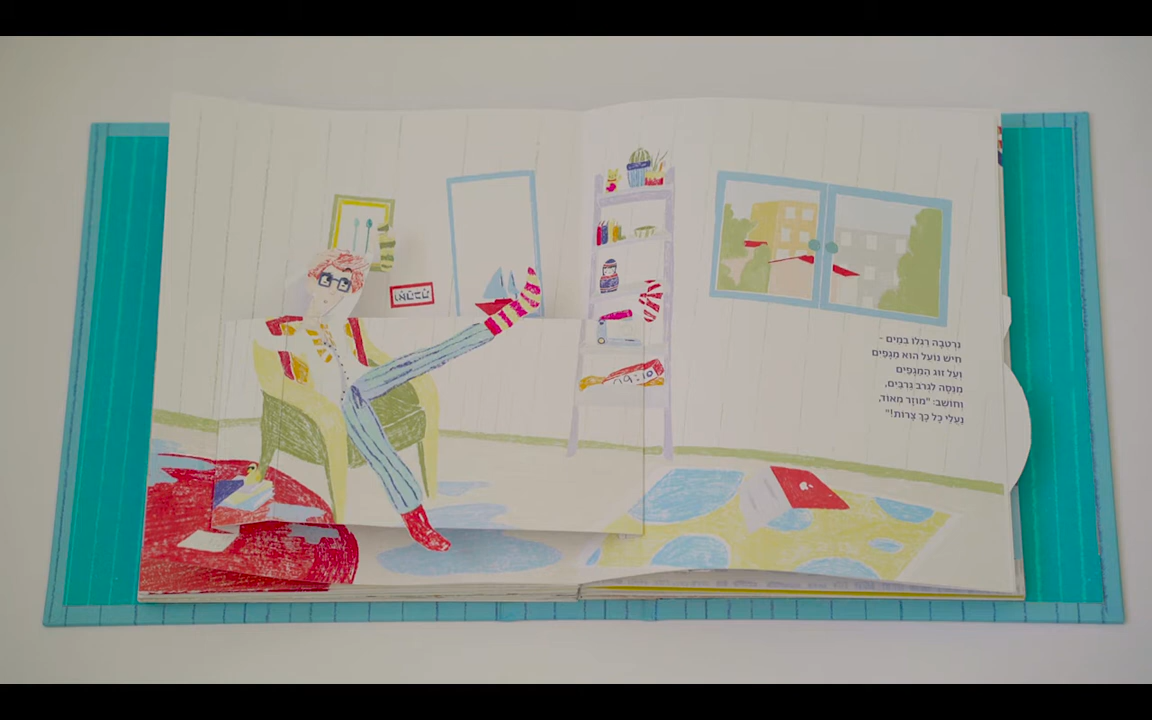 נִרְטְבָה רַגְלוֹ בַּמַּיִם –
חִישׁ נוֹעֵל הוּא מַגָּפַיִם
וְעַל זוּג הַמַּגָּפַיִם
מְנַסֶּה לִגְרֹב גַּרְבַּיִם,
וְחוֹשֵׁב: "מוּזָר מְאוֹד,
נַעֲלַי כָּל כָּךְ צָרוֹת!"